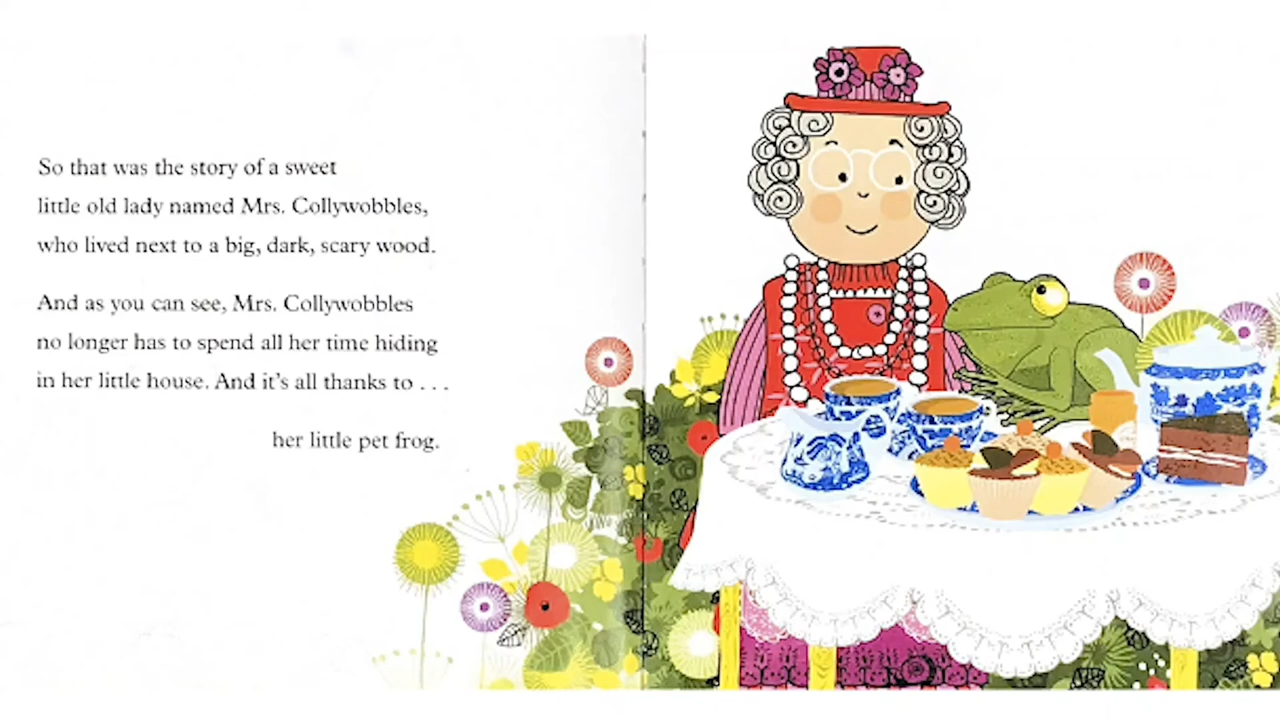 So that was the story of a sweet
little old lady named Mrs. Collywobbles,
who lived next to a big, dark, scary wood.
And as you can see, Mrs. Collywobbles
no longer has to spend all her time hiding
in her little house. And it's all thanks to . . .
her little pet frog.